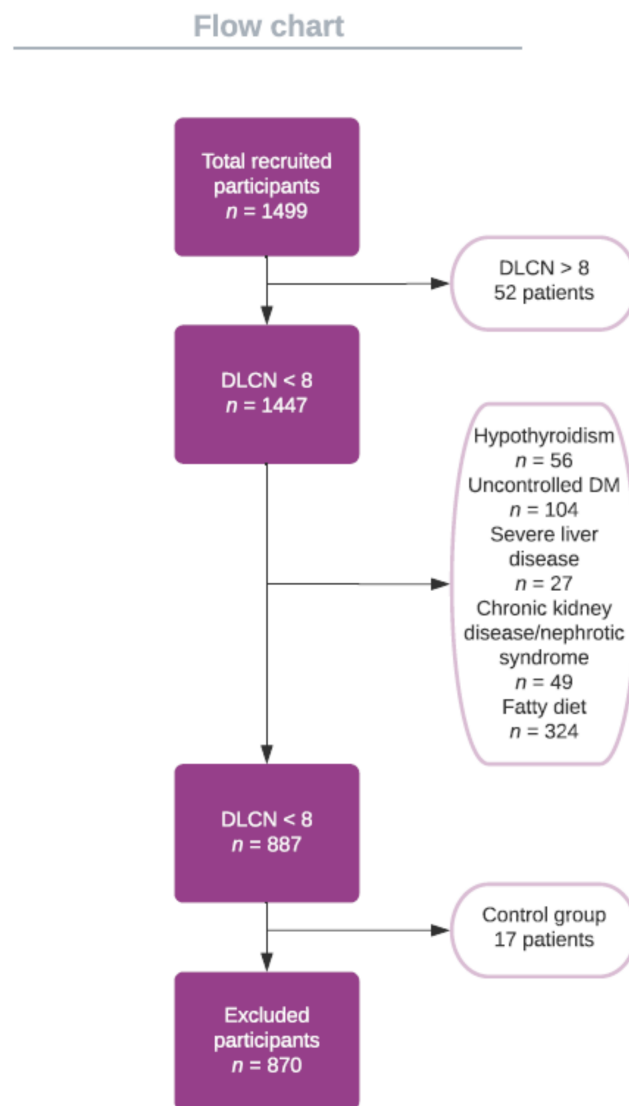 Flow chart
Total recruited
participants
n = 1499
DLCN > 8
52 patients
DLCN < 8
n = 1447
Hypothyroidism
n = 56
Uncontrolled DM
n = 104
Severe liver
disease
n = 27
Chronic kidney
disease/nephrotic
syndrome
n = 49
Fatty diet
n = 324
DLCN < 8
n = 887
Control group
17 patients
Excluded
participants
n = 870